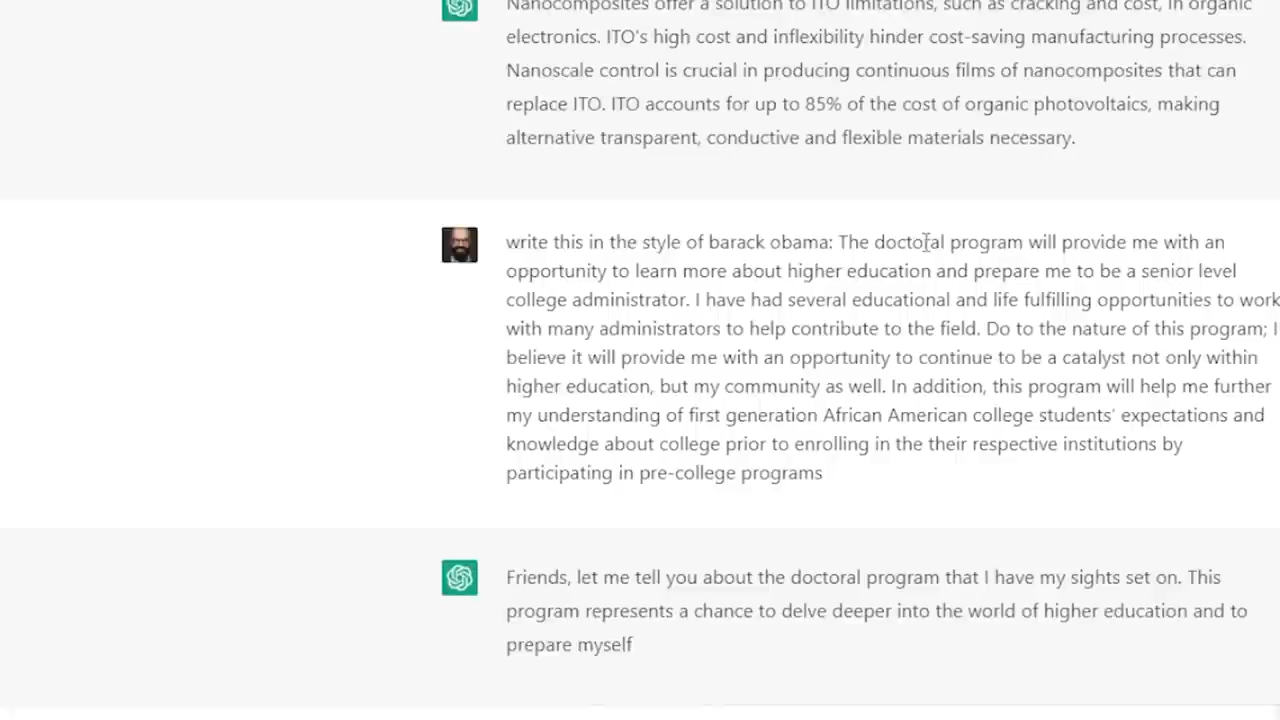 Nanocomposites offer a solution to ITO limitations, such as cracking and cost, in organic
electronics. ITO's high cost and inflexibility hinder cost-saving manufacturing processes.
Nanoscale control is crucial in producing continuous films of nanocomposites that can
replace ITO. ITO accounts for up to 85% of the cost of organic photovoltaics, making
alternative transparent, conductive and flexible materials necessary.
write this in the style of barack obama: The doctoral program will provide me with an
opportunity to learn more about higher education and prepare me to be a senior level
college administrator. I have had several educational and life fulfilling opportunities to work
with many administrators to help contribute to the field. Do to the nature of this program; I
believe it will provide me with an opportunity to continue to be a catalyst not only within
higher education, but my community as well. In addition, this program will help me further
my understanding of first generation African American college students' expectations and
knowledge about college prior to enrolling in the their respective institutions by
participating in pre-college programs
Friends, let me tell you about the doctoral program that I have my sights set on. This
program represents a chance to delve deeper into the world of higher education and to
prepare myself